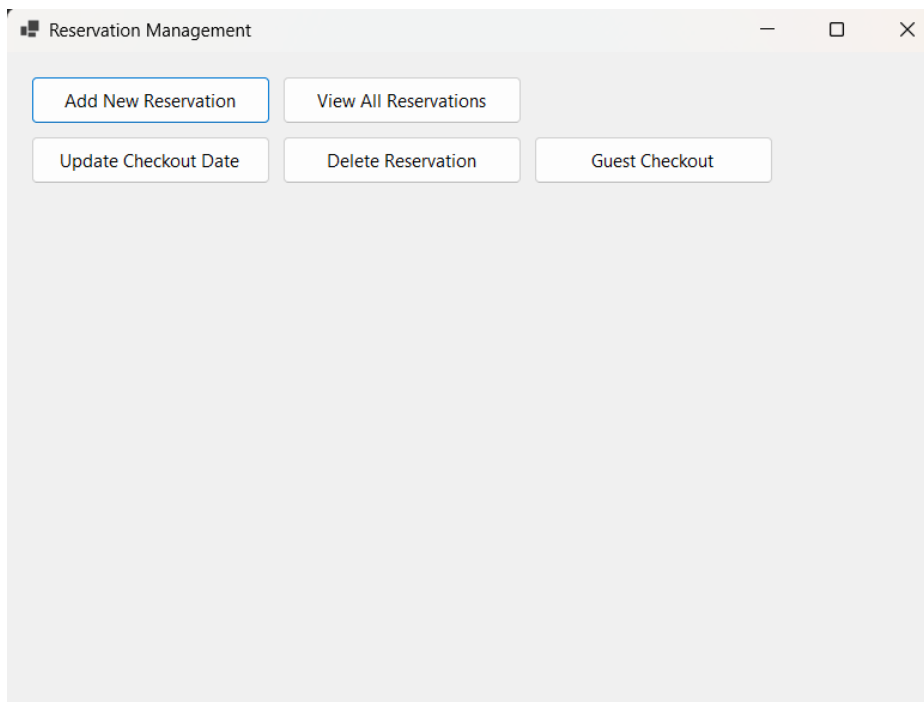 Reservation Management
Add New Reservation View All Reservations
Update Checkout Date Delete Reservation Guest Checkout